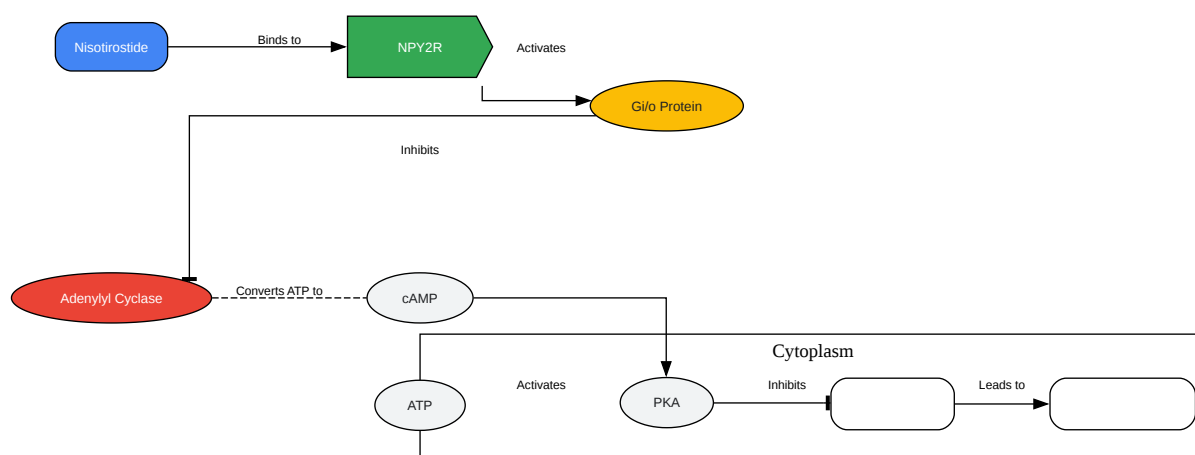 Nisotirostide
Binds to
NPY2R
Activates
Gi/o Protein
Inhibits
Adenylyl Cyclase
Converts ATP to
cAMP
Cytoplasm
ATP
Activates
PKA
Inhibits
Leads to